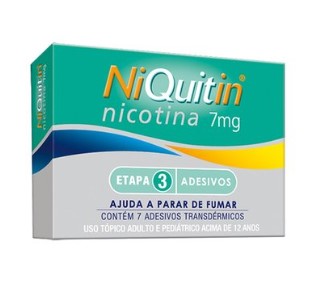 NiQuitin®
nicotina 7mg
ETAPA 3 ADESIVOS
AJUDA A PARAR DE FUMAR
CONTÉM 7 ADESIVOS TRANSDÉRMICOS
USO TÓPICO ADULTO E PEDIÁTRICO ACIMA DE 12 ANOS